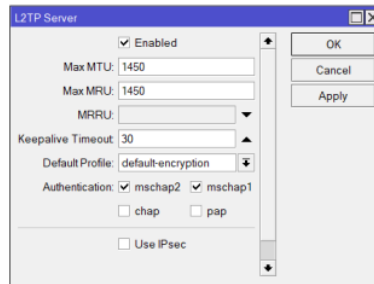 L2TP Server
Enabled
OK
Max MTU: 1450
Cancel
Max MRU: 1450
Apply
MRRU:
Keepalive Timeout: 30
Default Profile: default-encryption
Authentication: mschap2 mschap1
chap pap
Use IPsec